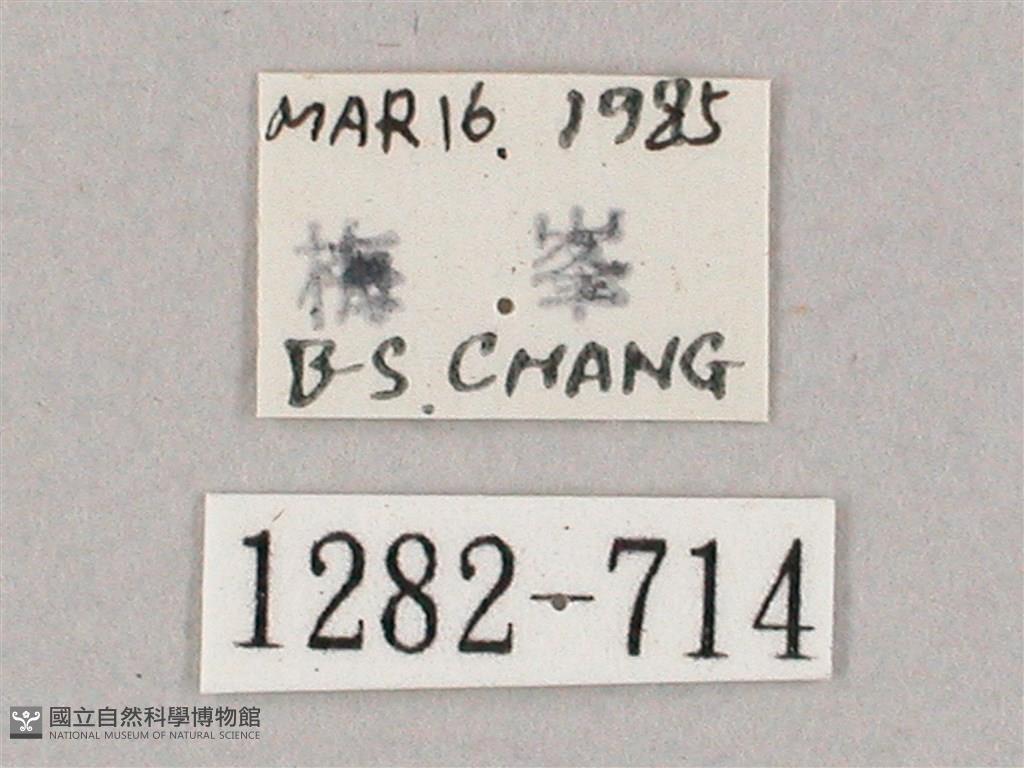 MAR 16. 1985
梅 峯
B-S. CHANG
1282-714
國立自然科學博物館
NATIONAL MUSEUM OF NATURAL SCIENCE